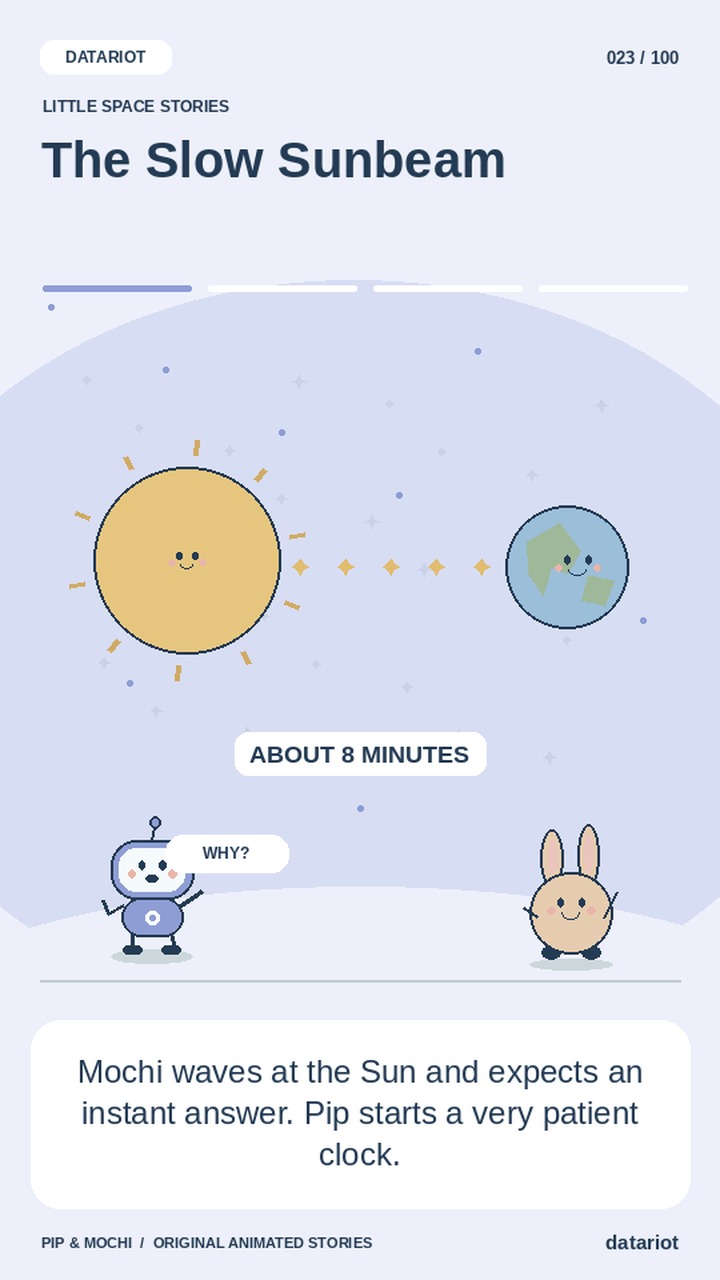 DATARIOT
023 / 100
LITTLE SPACE STORIES
The Slow Sunbeam
ABOUT 8 MINUTES
WHY?
Mochi waves at the Sun and expects an
instant answer. Pip starts a very patient
clock.
PIP & MOCHI / ORIGINAL ANIMATED STORIES
datariot